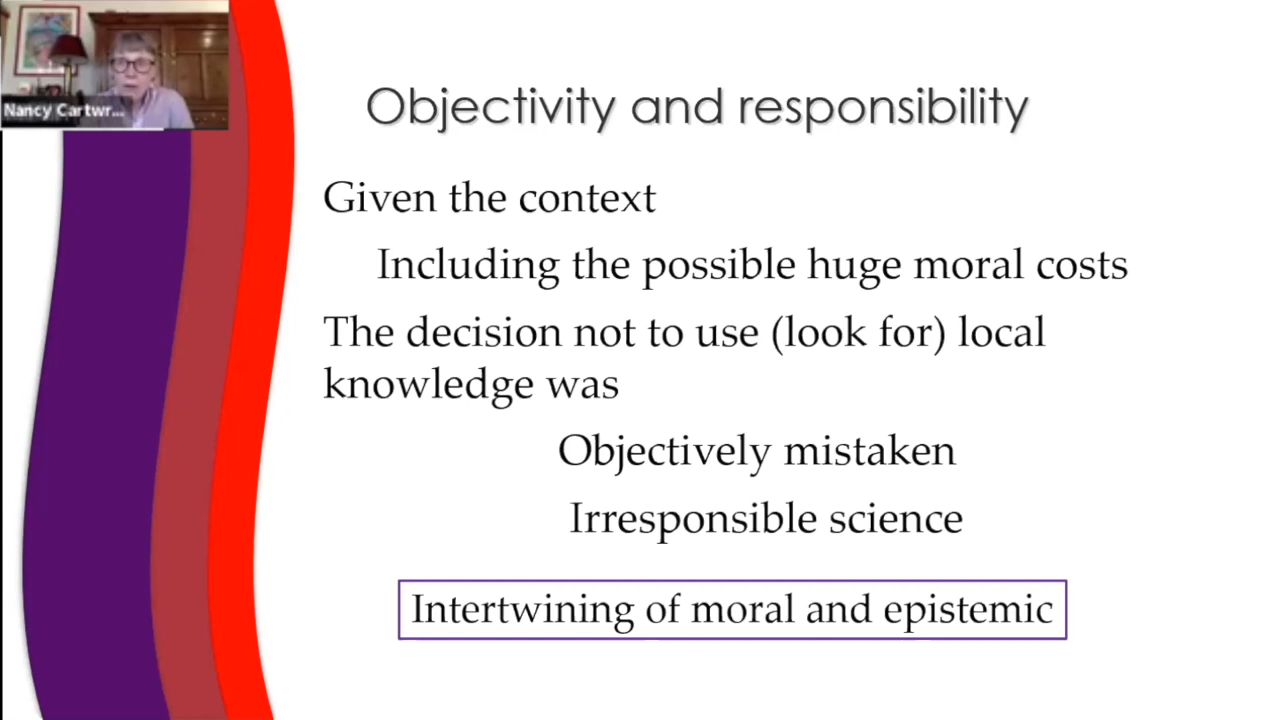 Nancy Cartwr...
Objectivity and responsibility
Given the context
Including the possible huge moral costs
The decision not to use (look for) local
knowledge was
Objectively mistaken
Irresponsible science
Intertwining of moral and epistemic